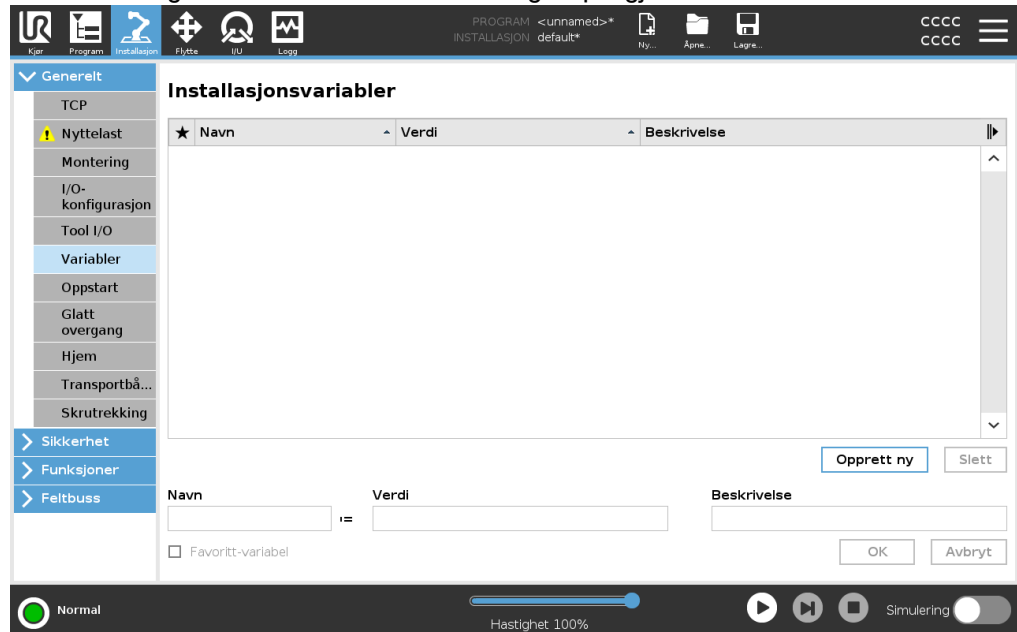 PROGRAM <unnamed>*
INSTALLASJON default*
Ny... Åpne... Lagre...
CCCC
CCCC
UR
Kjør Program Installasjon Flytte I/U Logg
Generelt
TCP
Nyttelast
Montering
I/O-
konfigurasjon
Tool I/O
Variabler
Oppstart
Glatt
overgang
Hjem
Transportbå...
Skrutrekking
Sikkerhet
Funksjoner
Feltbuss
Installasjonsvariabler
Navn Verdi Beskrivelse
Opprett ny Slett
Navn Verdi Beskrivelse
:=
Favoritt-variabel OK Avbryt
Normal
Hastighet 100%
Simulering